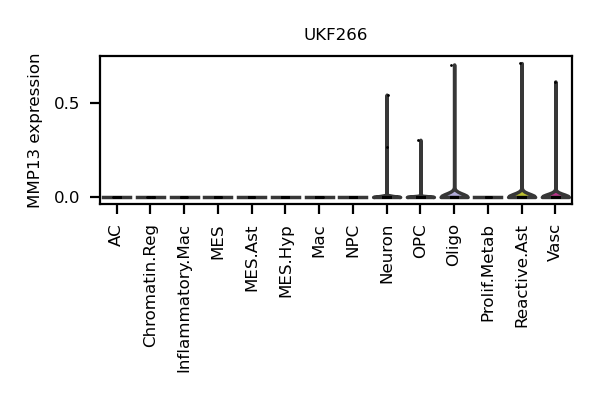 UKF266
MMP13 expression
0.5
0.0
AC
Chromatin.Reg
Inflammatory.Mac
MES
MES.Ast
MES.Hyp
Mac
NPC
Neuron
OPC
Oligo
Prolif.Metab
Reactive.Ast
Vasc